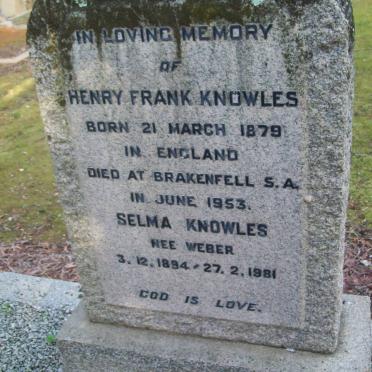 IN LOVING MEMORY
OF
HENRY FRANK KNOWLES
BORN 21 MARCH 1879
IN ENGLAND
DIED AT BRAKENFELL S.A.
IN JUNE 1953.
SELMA KNOWLES
NEE WEBER
3.12.1894 - 27.2.1981
GOD IS LOVE.